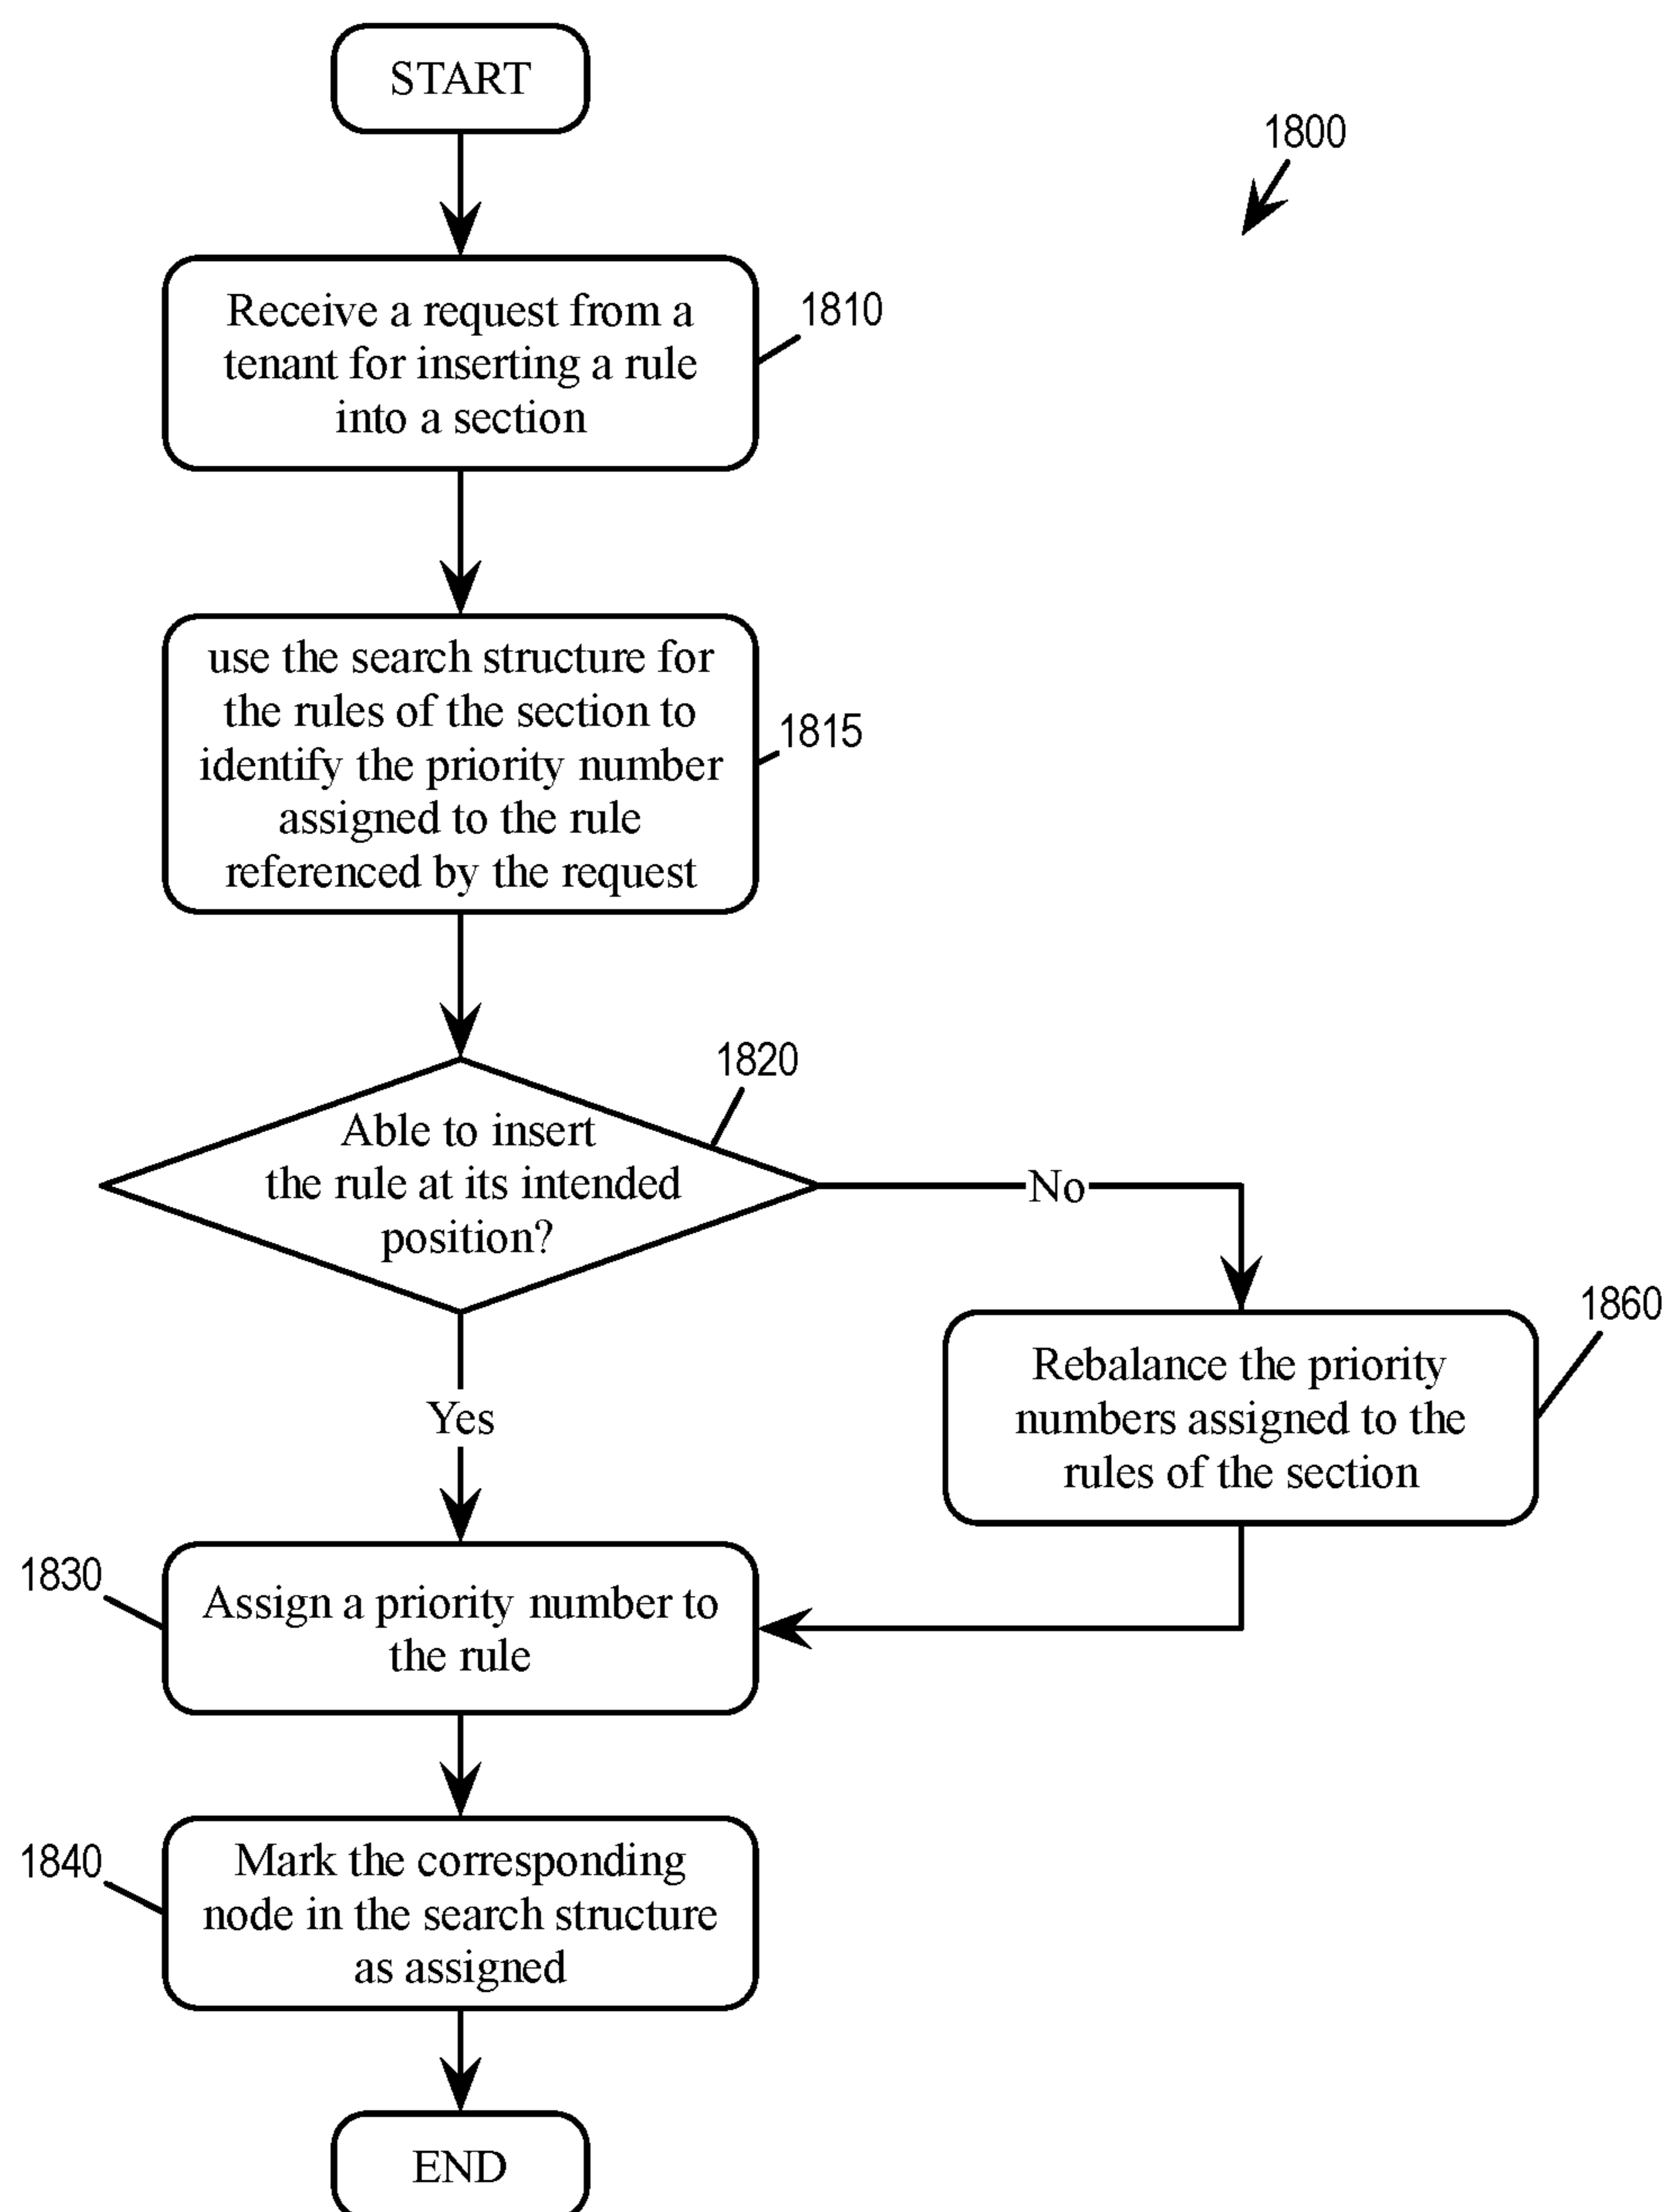 START
1800
Receive a request from a
tenant for inserting a rule
into a section
1810
use the search structure for
the rules of the section to
identify the priority number
assigned to the rule
referenced by the request
1815
1820
Able to insert
the rule at its intended
position?
No
Yes
1860
Rebalance the priority
numbers assigned to the
rules of the section
1830
Assign a priority number to
the rule
1840
Mark the corresponding
node in the search structure
as assigned
END